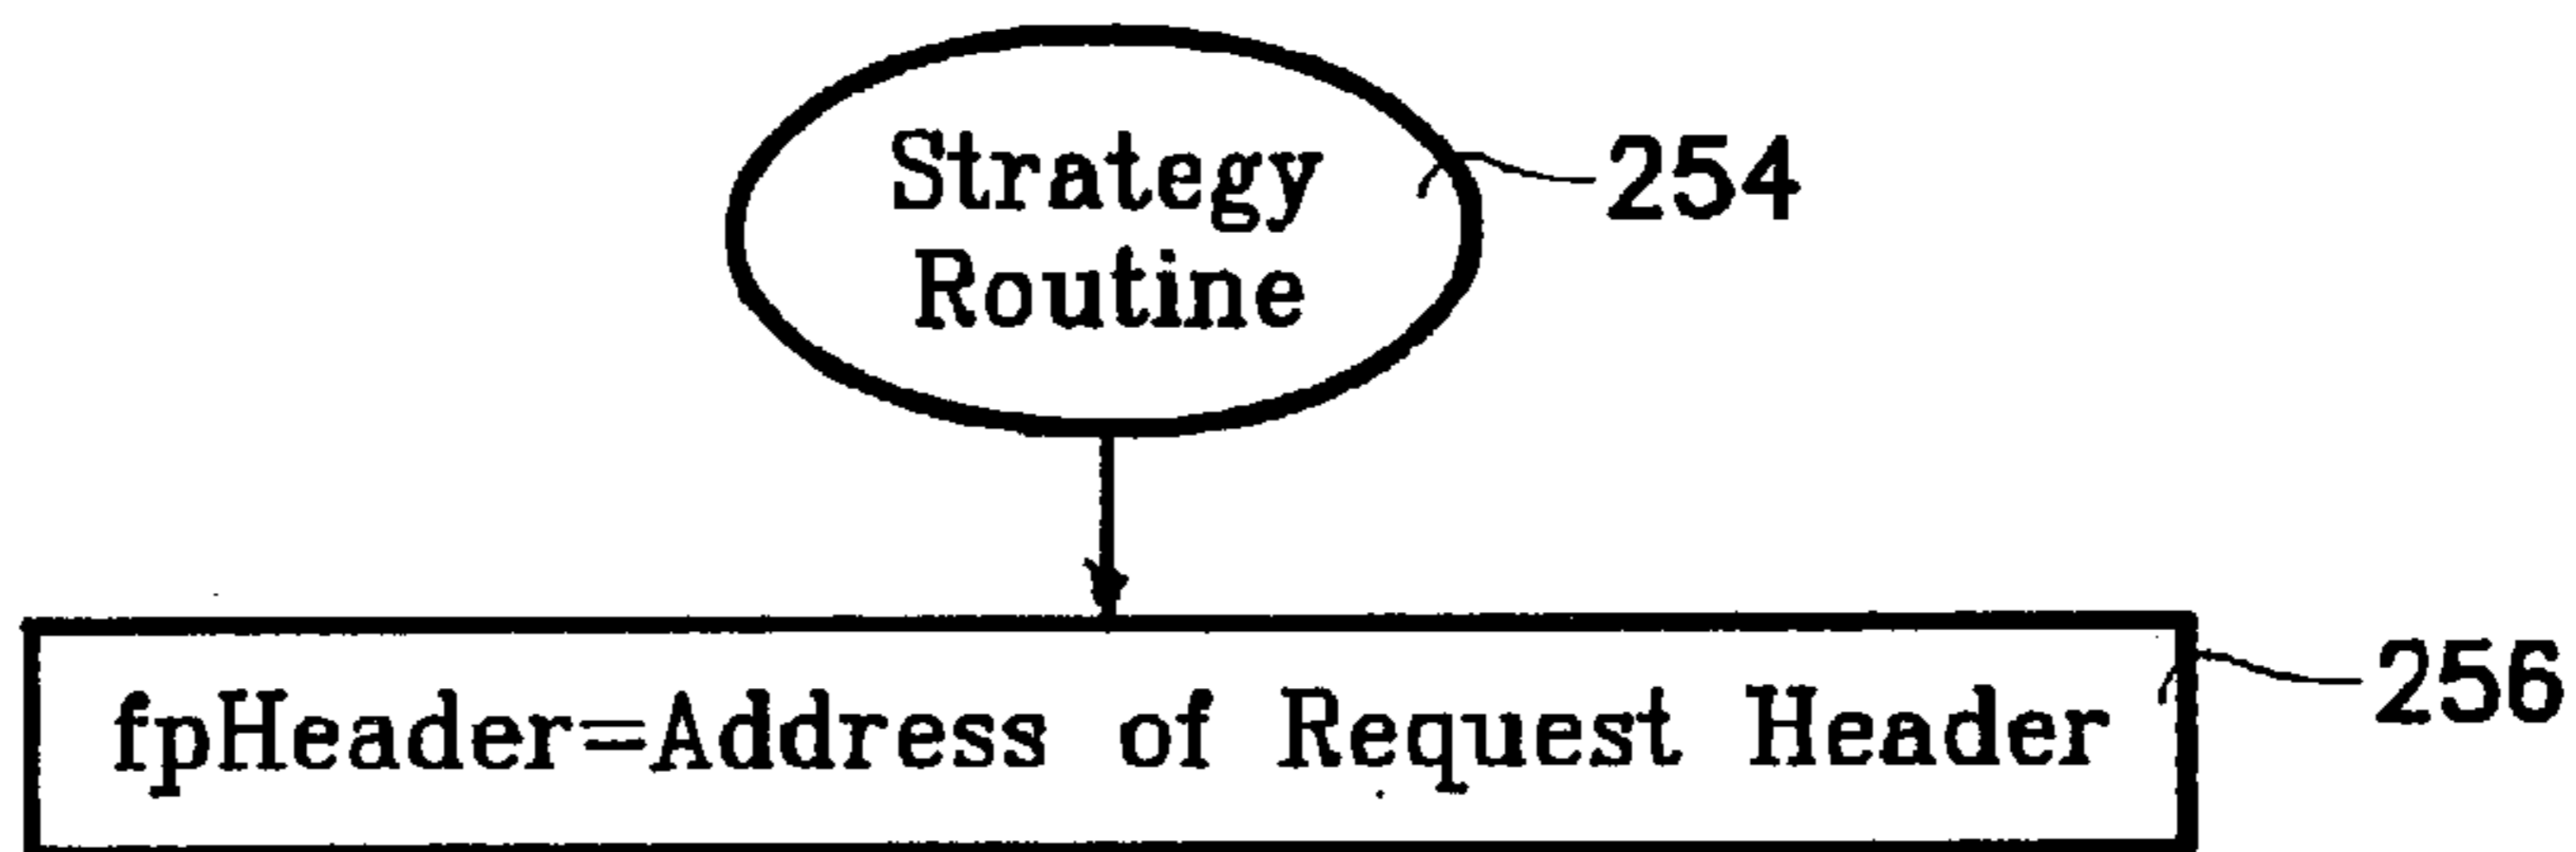 Strategy
Routine
254
fpHeader=Address of Request Header
256